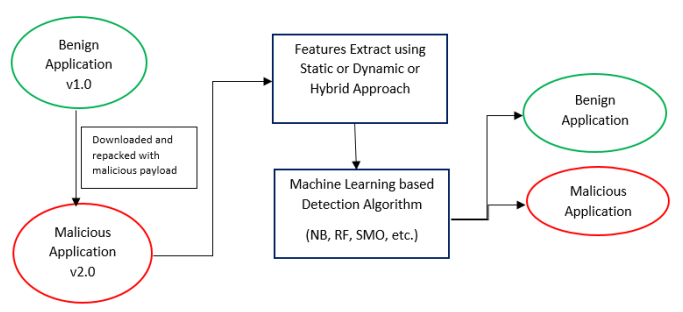 Benign
Application
v1.0
Downloaded and
repacked with
malicious payload
Malicious
Application
v2.0
Features Extract using
Static or Dynamic or
Hybrid Approach
Machine Learning based
Detection Algorithm
(NB, RF, SMO, etc.)
Benign
Application
Malicious
Application